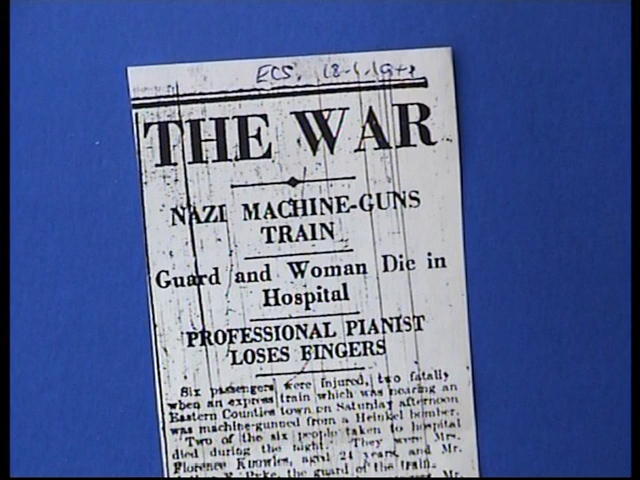 ECS.
THE WAR
NAZI MACHINE-GUNS
TRAIN
Guard and Woman Die in
Hospital
PROFESSIONAL PIANIST
LOSES FINGERS
Six passengers were injured, two fatally
when an express train which was nearing an
Eastern Counties town on Saturday afternoon
was machine-gunned from a Heinkel bomber.
Two of the six people taken to hospital
died during the night. They were Mrs.
Florence Knowles, aged 24 years, and Mr.
the guard of the train.
Mr.